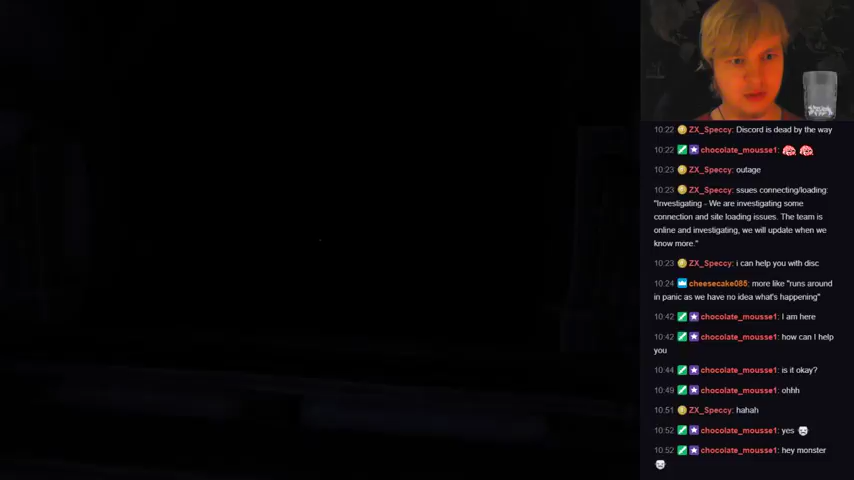 10:22 ZX_Speccy: Discord is dead by the way
10:22 chocolate_mousse1:
10:23 ZX_Speccy: outage
10:23 ZX_Speccy: ssues connecting/loading:
"Investigating - We are investigating some
connection and site loading issues. The team is
online and investigating, we will update when we
know more."
10:23 ZX_Speccy: i can help you with disc
10:24 cheesecake085: more like "runs around
in panic as we have no idea what's happening"
10:42 chocolate_mousse1: I am here
10:42 chocolate_mousse1: how can I help
you
10:44 chocolate_mousse1: is it okay?
10:49 chocolate_mousse1: ohhh
10:51 ZX_Speccy: hahah
10:52 chocolate_mousse1: yes
10:52 chocolate_mousse1: hey monster